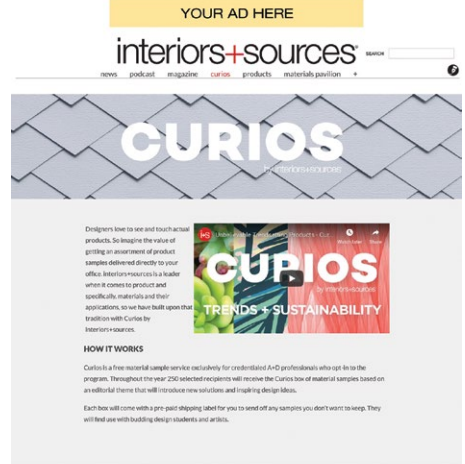 YOUR AD HERE
interiors+sources®
SEARCH
news podcast magazine curios products materials pavilion +
CURIOS
by interiors+sources
Designers love to see and touch actual
products. So imagine the value of
getting an assortment of product
samples delivered directly to your
office. interiors+sources is a leader
when it comes to product and
specifically, materials and their
applications, so we have built upon that
tradition with Curios by
interiors+sources.
Products - Cur...
Watch later Share
CURIOS
by interiors+sources
TRENDS + SUSTAINABILITY
HOW IT WORKS
Curios is a free material sample service exclusively for credentialed A+D professionals who opt-in to the
program. Throughout the year 250 selected recipients will receive the Curios box of material samples based on
an editorial theme that will introduce new solutions and inspiring design ideas.
Each box will come with a pre-paid shipping label for you to send off any samples you don't want to keep. They
will find use with budding design students and artists.